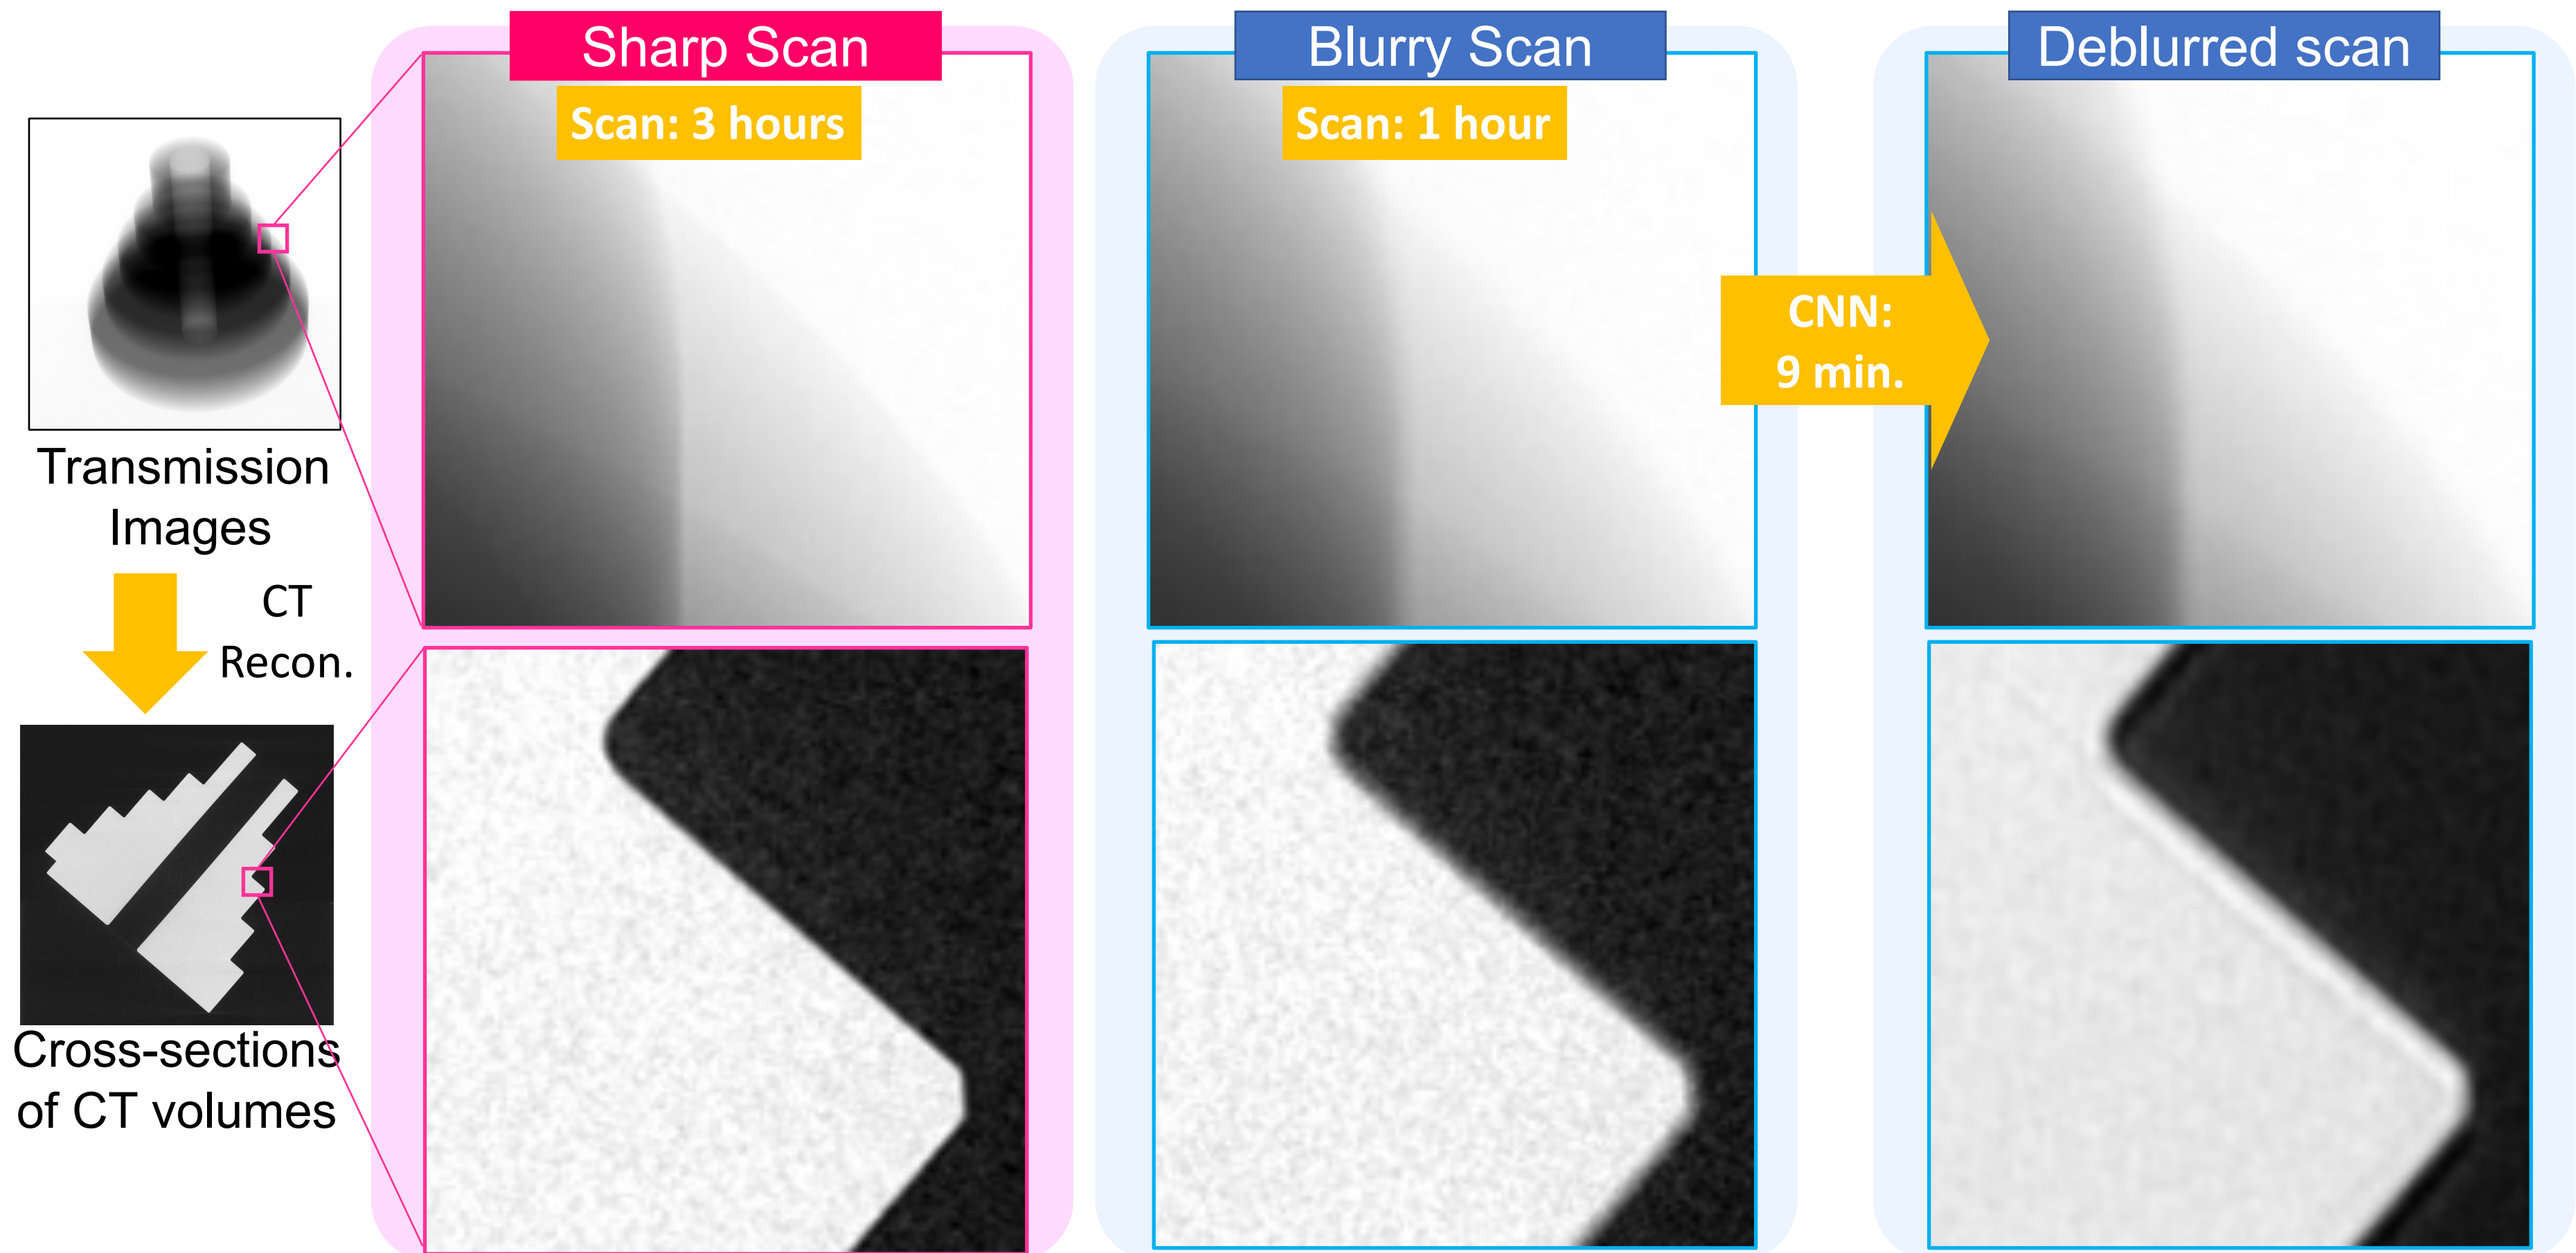 Sharp Scan
Scan: 3 hours
Blurry Scan
Scan: 1 hour
Deblurred scan
CNN:
9 min.
Transmission
Images
CT
Recon.
Cross-sections
of CT volumes